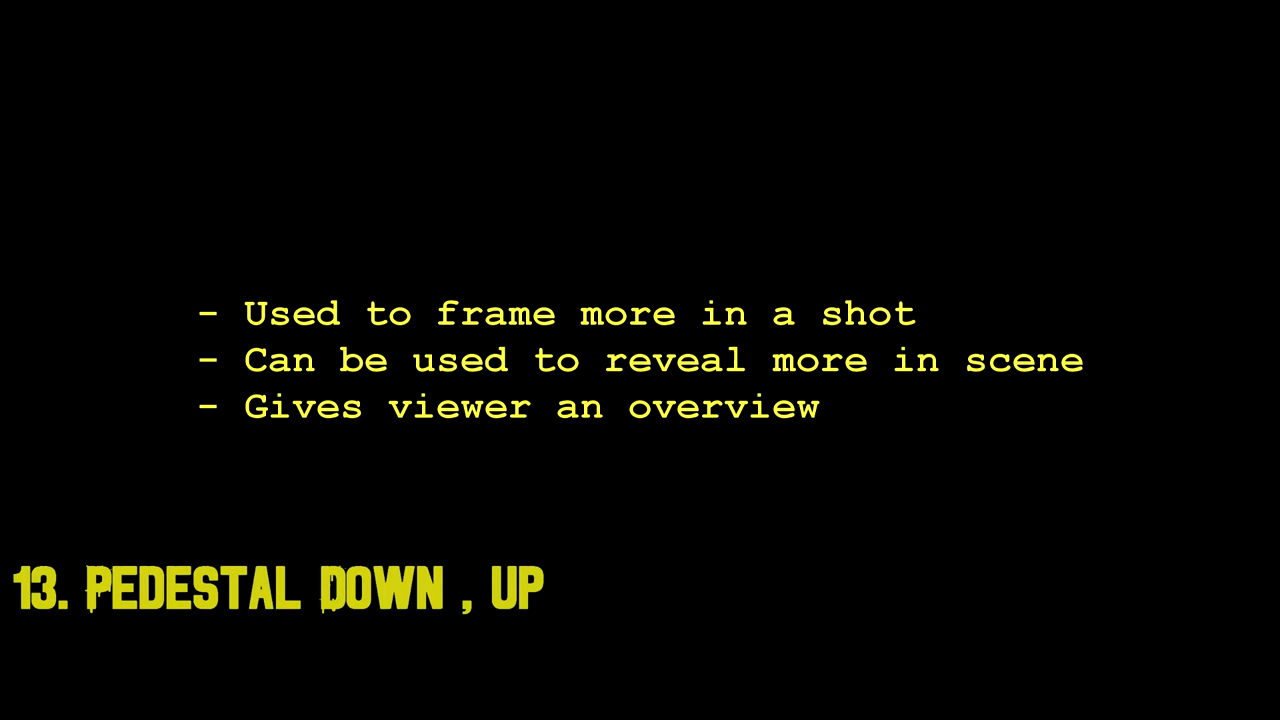 - Used to frame more in a shot
- Can be used to reveal more in scene
- Gives viewer an overview
13. Pedestal Down , up